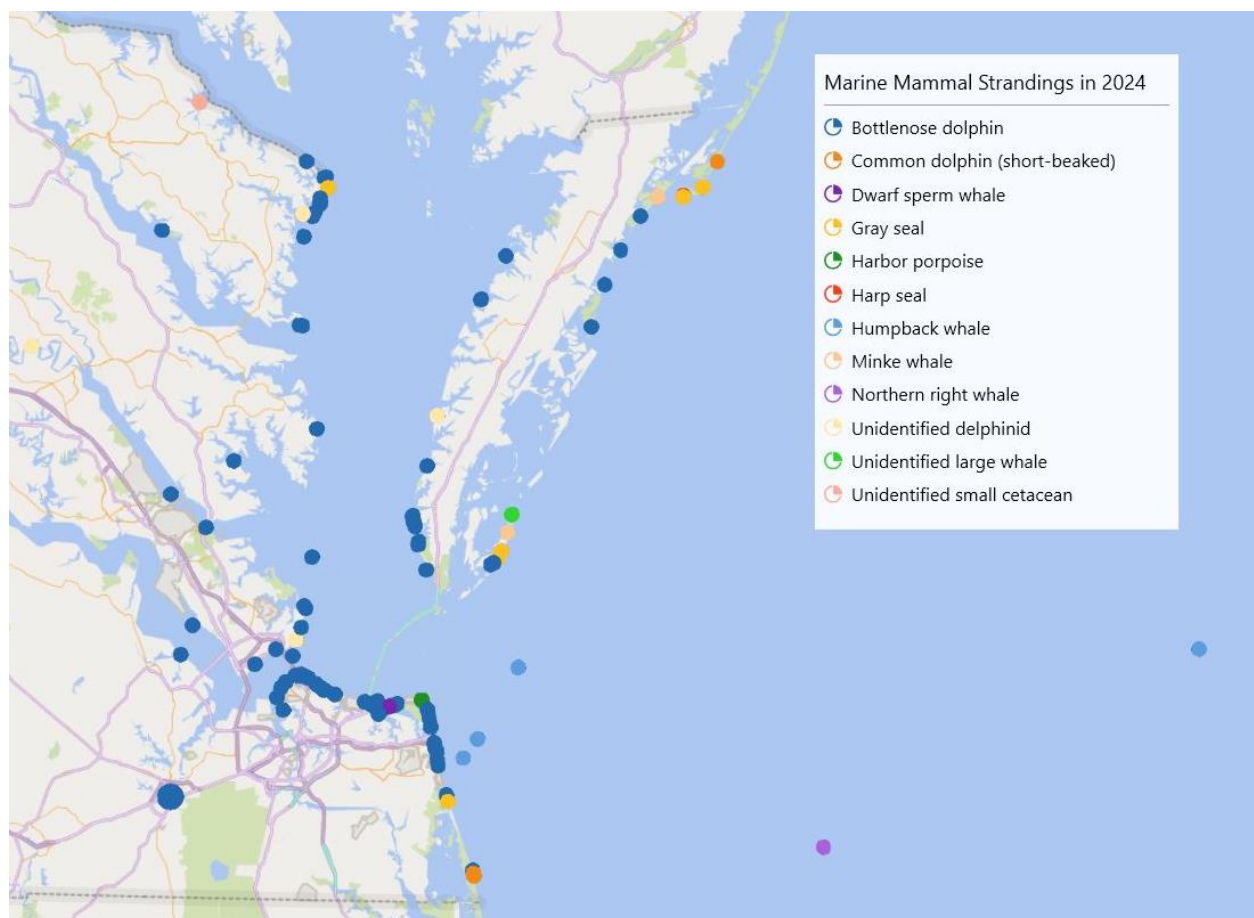 Marine Mammal Strandings in 2024
Bottlenose dolphin
Common dolphin (short-beaked)
Dwarf sperm whale
Gray seal
Harbor porpoise
Harp seal
Humpback whale
Minke whale
Northern right whale
Unidentified delphinid
Unidentified large whale
Unidentified small cetacean